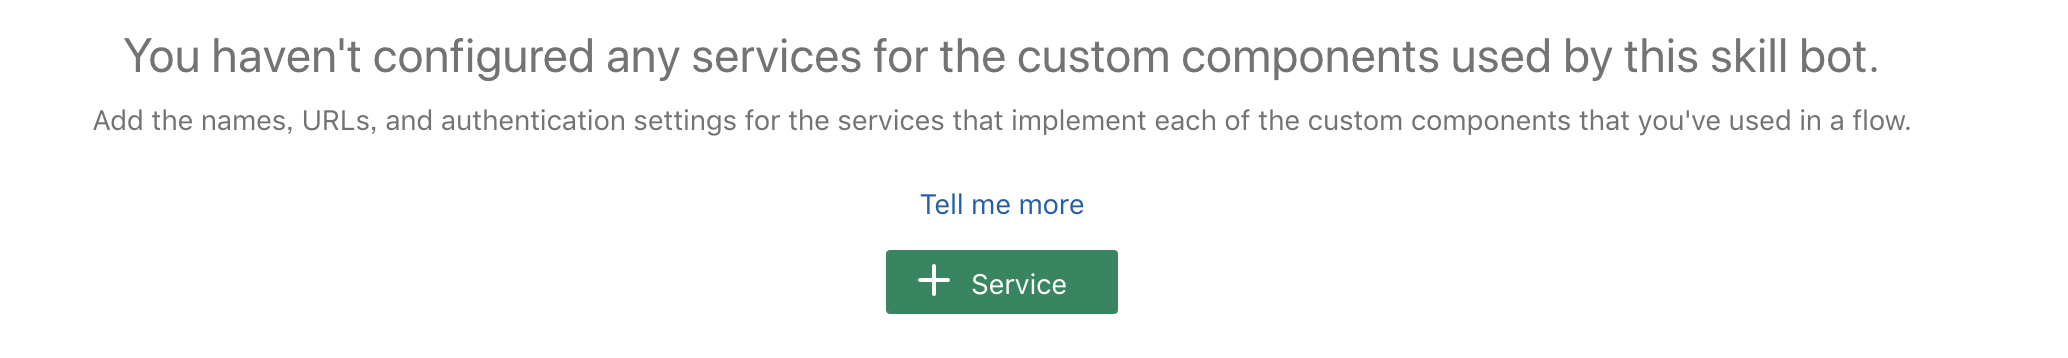 You haven't configured any services for the custom components used by this skill bot.
Add the names, URLs, and authentication settings for the services that implement each of the custom components that you've used in a flow.
Tell me more
+ Service